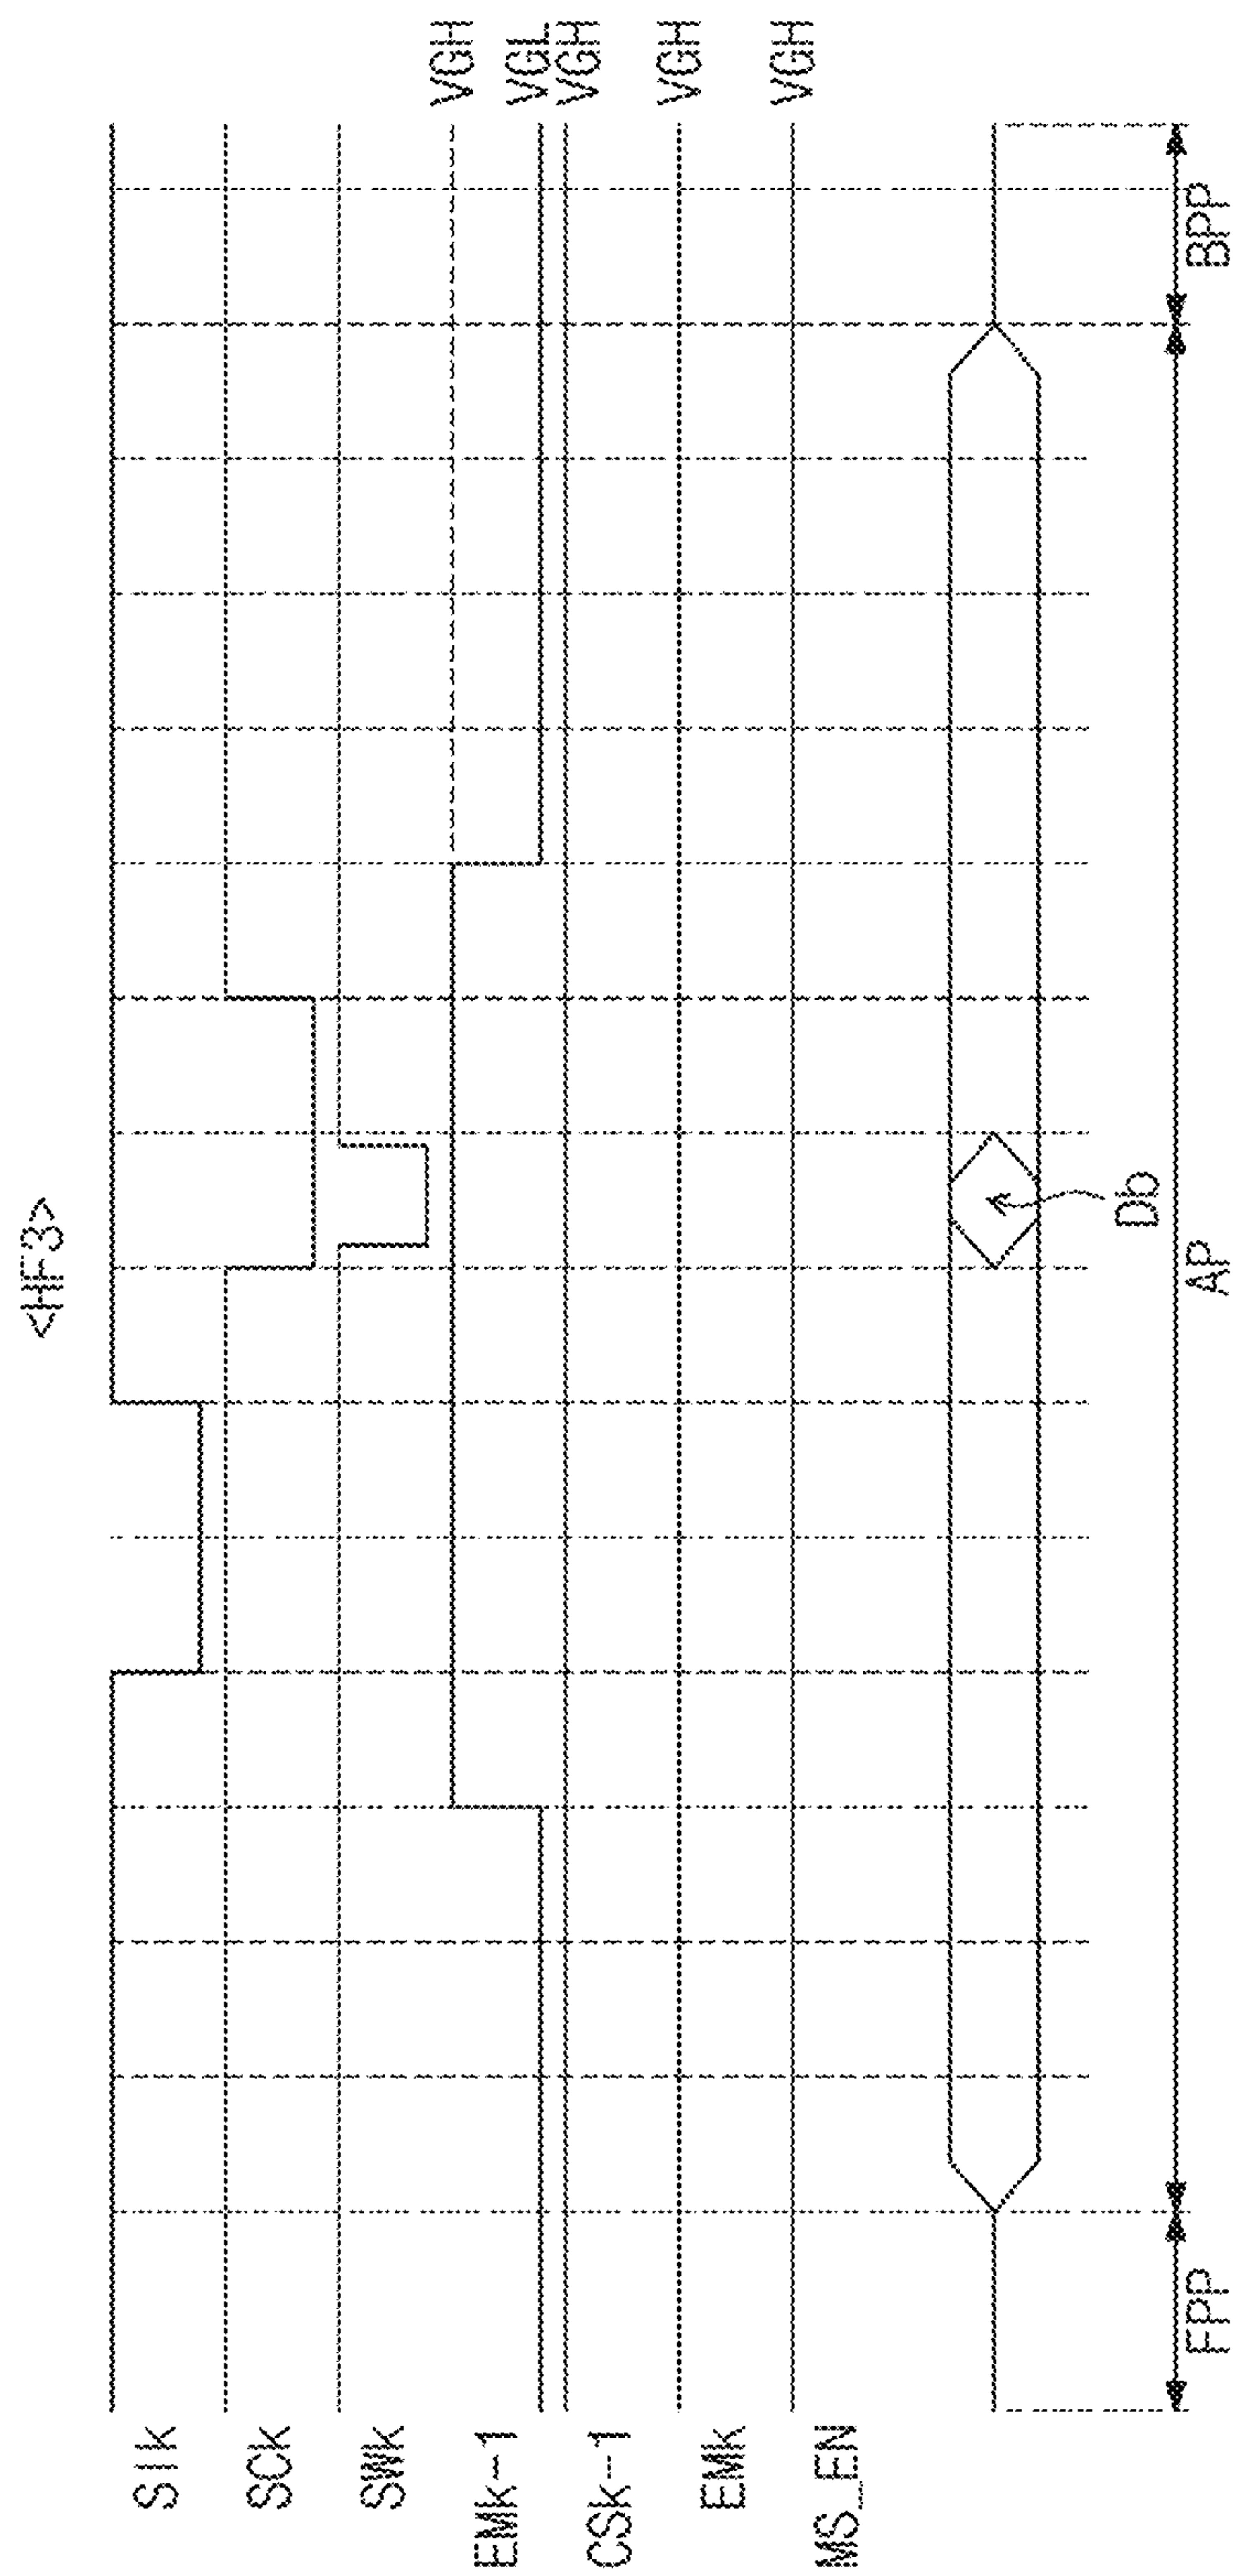 <HF3>
SIk
SCk
SWk
EMk-1
VGH
VGL
CSk-1
VGH
EMk
VGH
MS_EN
VGH
Db
FPP
AP
BPP